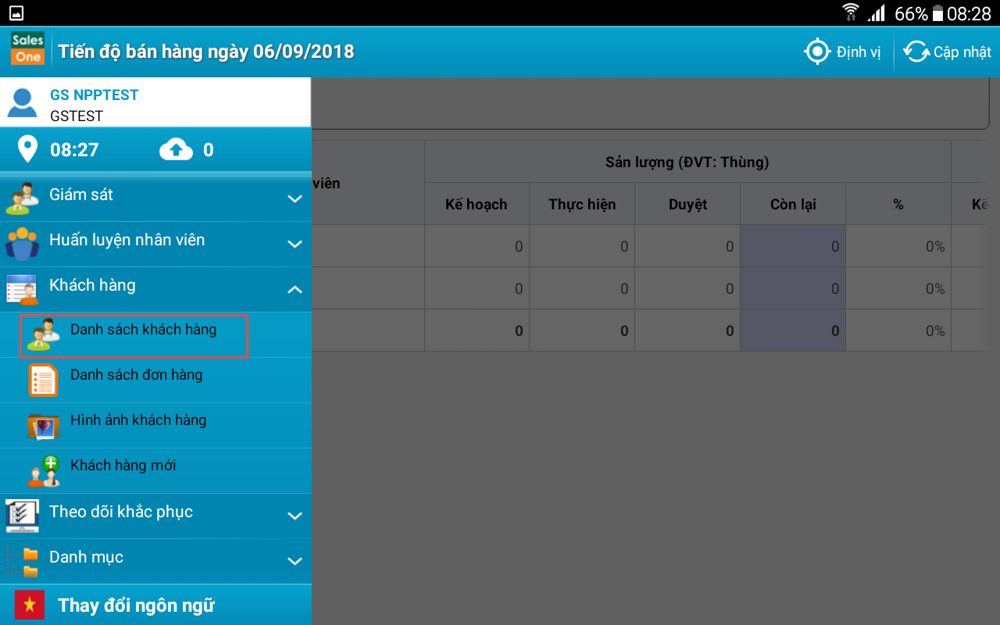 66% 08:28
Sales One
Tiến độ bán hàng ngày 06/09/2018
Định vị
Cập nhật
GS NPPTEST
GSTEST
08:27
0
Giám sát
Huấn luyện nhân viên
Khách hàng
Danh sách khách hàng
Danh sách đơn hàng
Hình ảnh khách hàng
Khách hàng mới
Theo dõi khắc phục
Danh mục
Thay đổi ngôn ngữ
viên
Sản lượng (ĐVT: Thùng)
Kế hoạch Thực hiện Duyệt Còn lại % Kế
0 0 0 0 0%
0 0 0 0 0%
0 0 0 0 0%